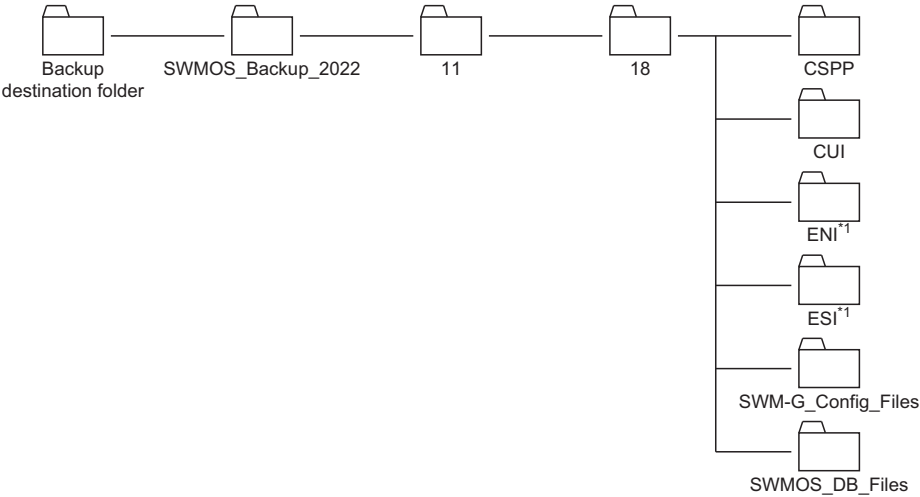 Backup
destination folder
SWMOS_Backup_2022
11
18
CSPP
CUI
ENI*1
ESI*1
SWM-G_Config_Files
SWMOS_DB_Files